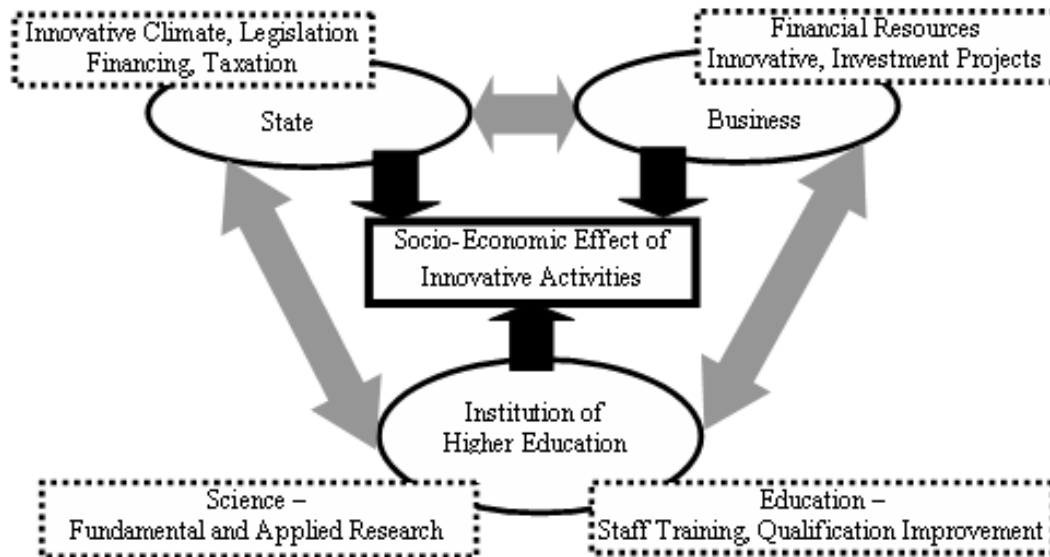 Innovative Climate, Legislation
Financing, Taxation
Financial Resources
Innovative, Investment Projects
State
Business
Socio-Economic Effect of
Innovative Activities
Institution of
Higher Education
Science –
Fundamental and Applied Research
Education –
Staff Training, Qualification Improvement